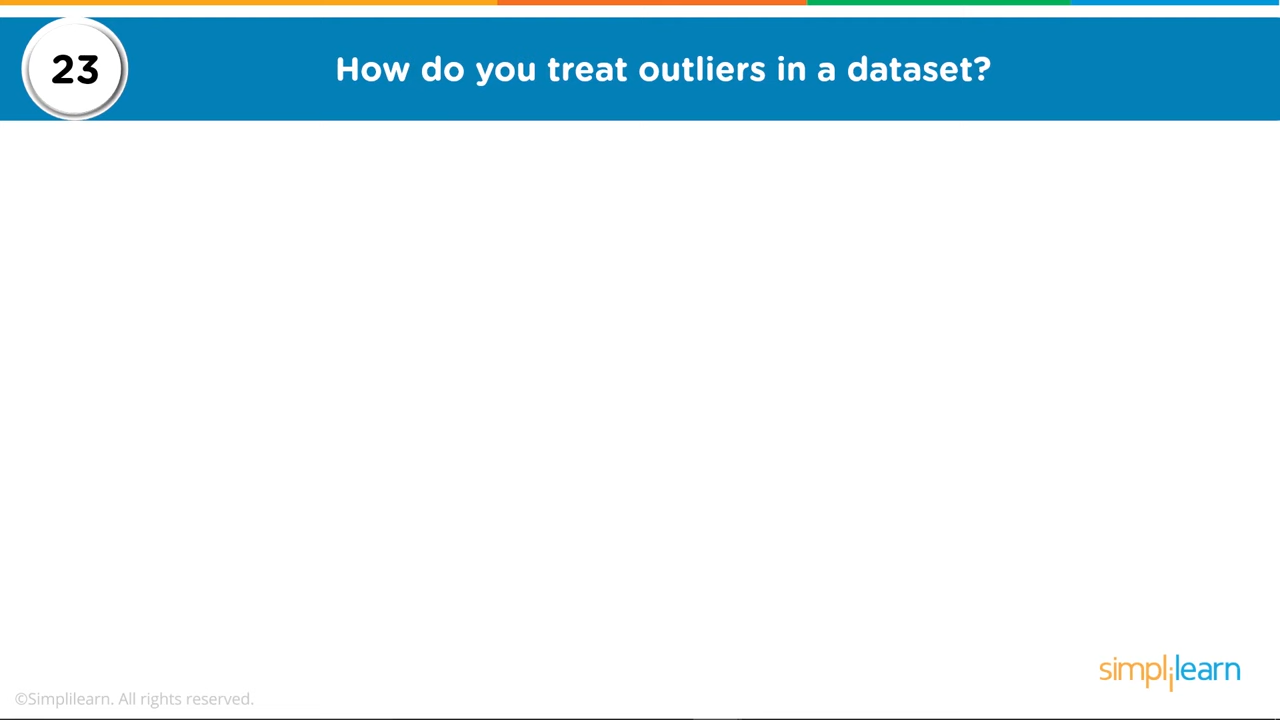 23
How do you treat outliers in a dataset?
simplilearn
©Simplilearn. All rights reserved.